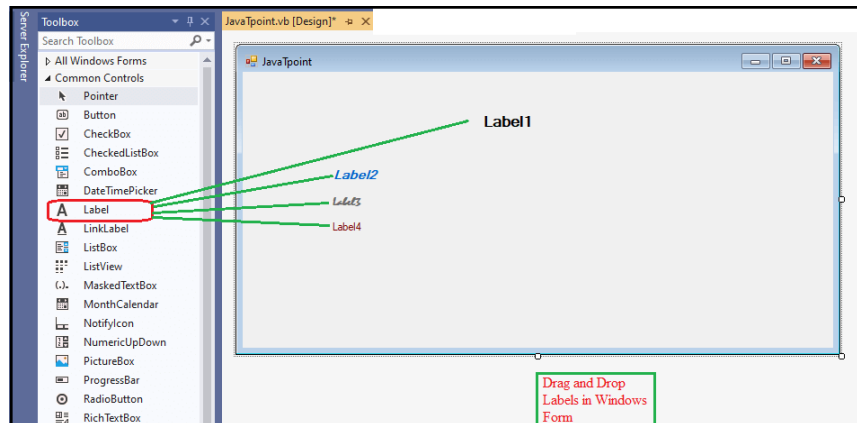 Server Explorer
Toolbox
JavaTpoint.vb [Design]*
Search Toolbox
All Windows Forms
Common Controls
Pointer
Button
CheckBox
CheckedListBox
ComboBox
DateTimePicker
Label
LinkLabel
ListBox
ListView
MaskedTextBox
MonthCalendar
NotifyIcon
NumericUpDown
PictureBox
ProgressBar
RadioButton
RichTextBox
JavaTpoint
Label1
Label2
Label3
Label4
Drag and Drop
Labels in Windows
Form